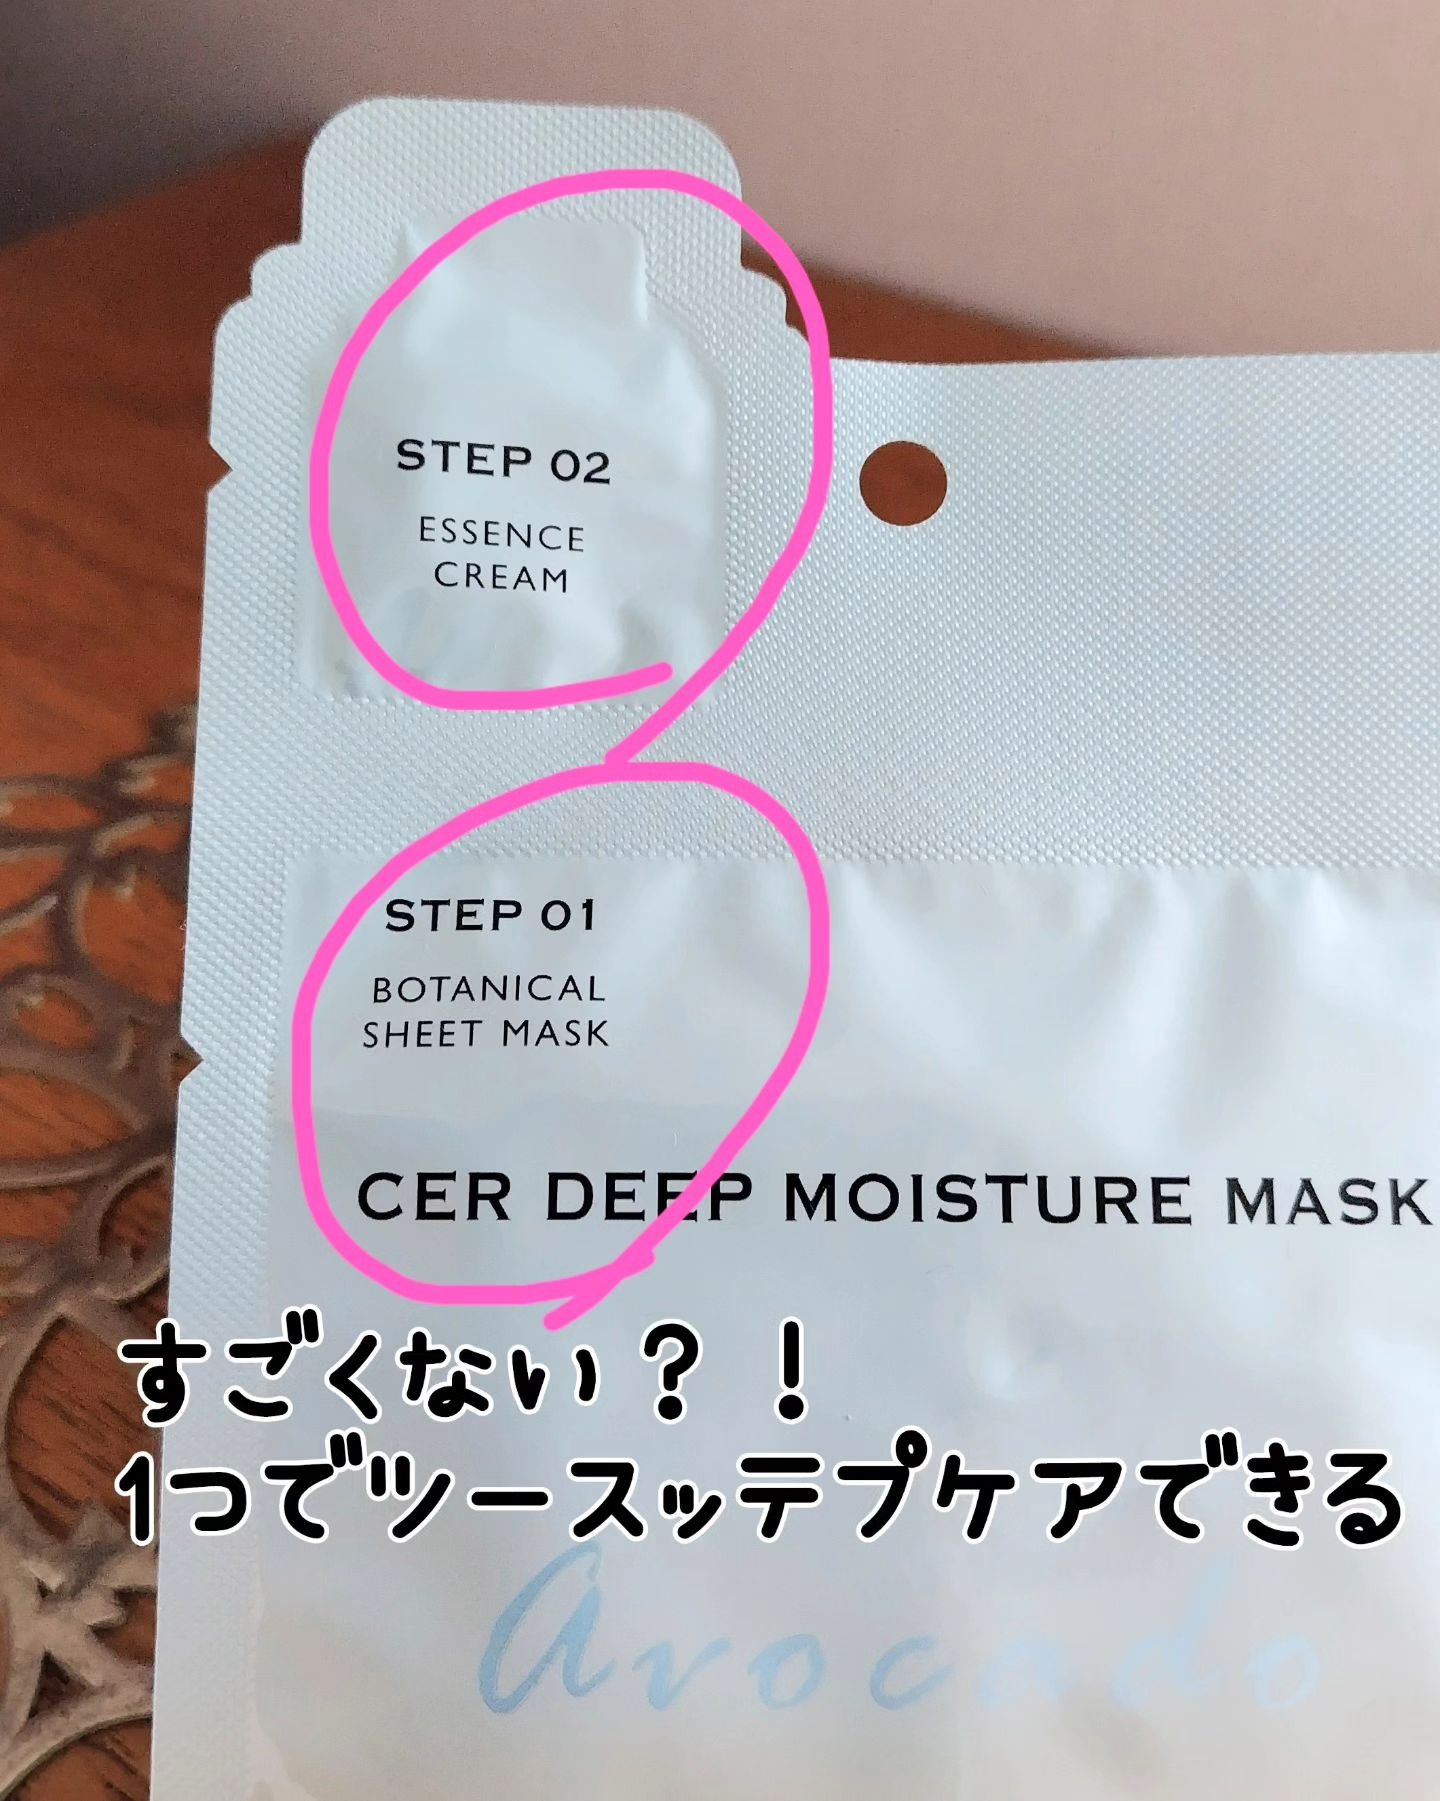 STEP 02
ESSENCE
CREAM
STEP 01
BOTANICAL
SHEET MASK
CER DEEP MOISTURE MASK
すごくない？！
1つでツースッテプケアできる
Avocado